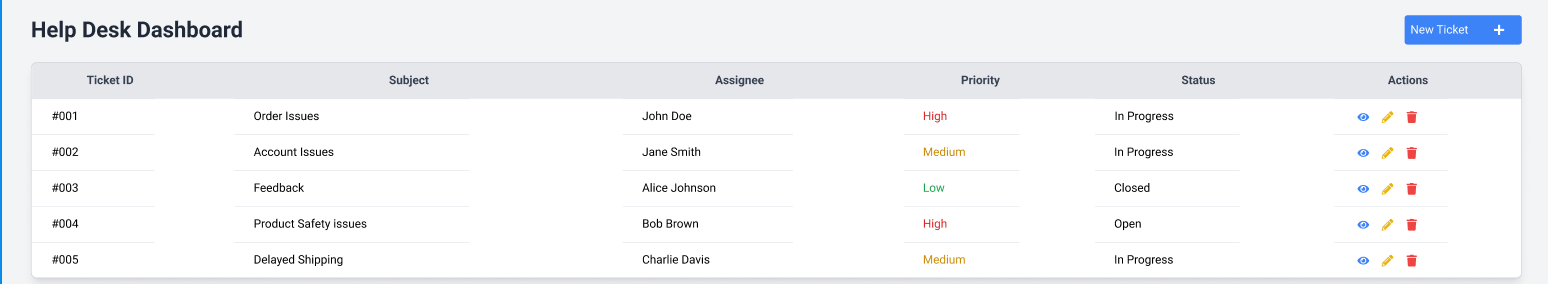 Help Desk Dashboard
New Ticket
Ticket ID Subject Assignee Priority Status Actions
#001 Order Issues John Doe High In Progress
#002 Account Issues Jane Smith Medium In Progress
#003 Feedback Alice Johnson Low Closed
#004 Product Safety issues Bob Brown High Open
#005 Delayed Shipping Charlie Davis Medium In Progress